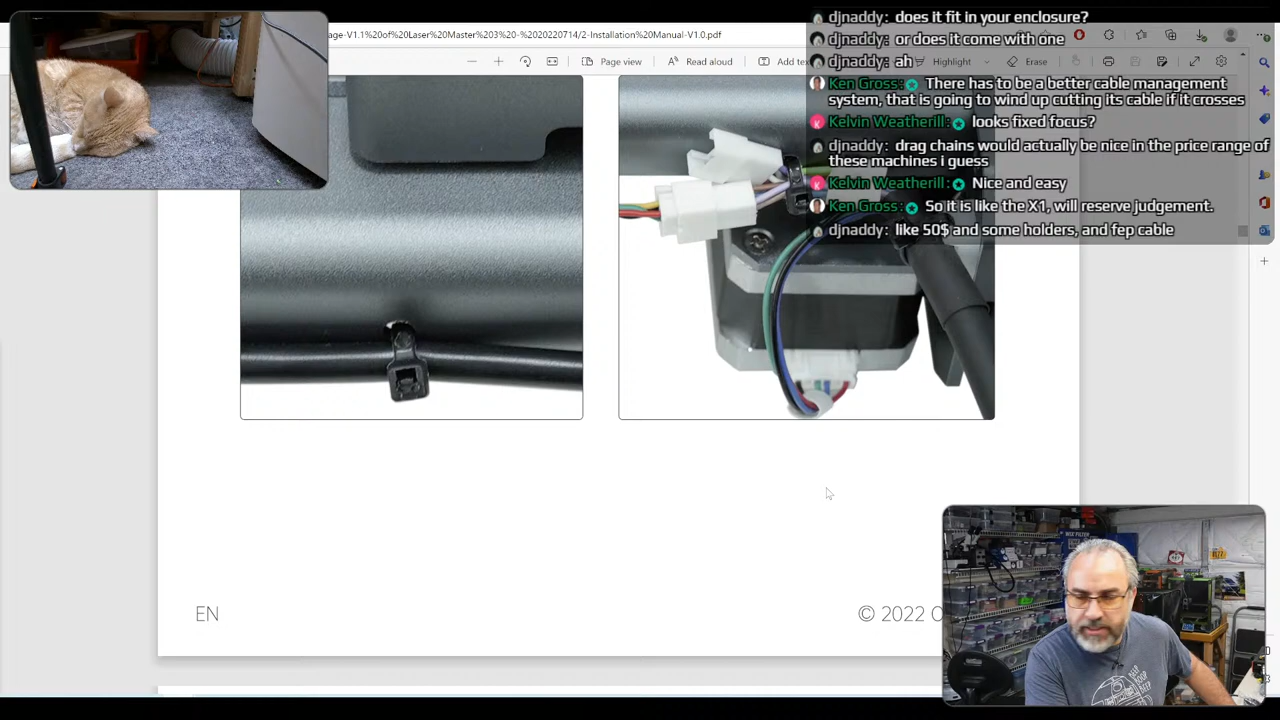 age-V1.1%20of%20Laser%20Master%203%20-%2020220714/2-Installation%20Manual-V1.0.pdf
Page view
Read aloud
Add tex
Highlight
Erase
djnaddy: does it fit in your enclosure?
djnaddy: or does it come with one
djnaddy: ah
Ken Gross: There has to be a better cable management
system, that is going to wind up cutting its cable if it crosses
Kelvin Weatherill: looks fixed focus?
djnaddy: drag chains would actually be nice in the price range of
these machines i guess
Kelvin Weatherill: Nice and easy
Ken Gross: So it is like the X1, will reserve judgement.
djnaddy: like 50$ and some holders, and fep cable
EN
© 2022 O